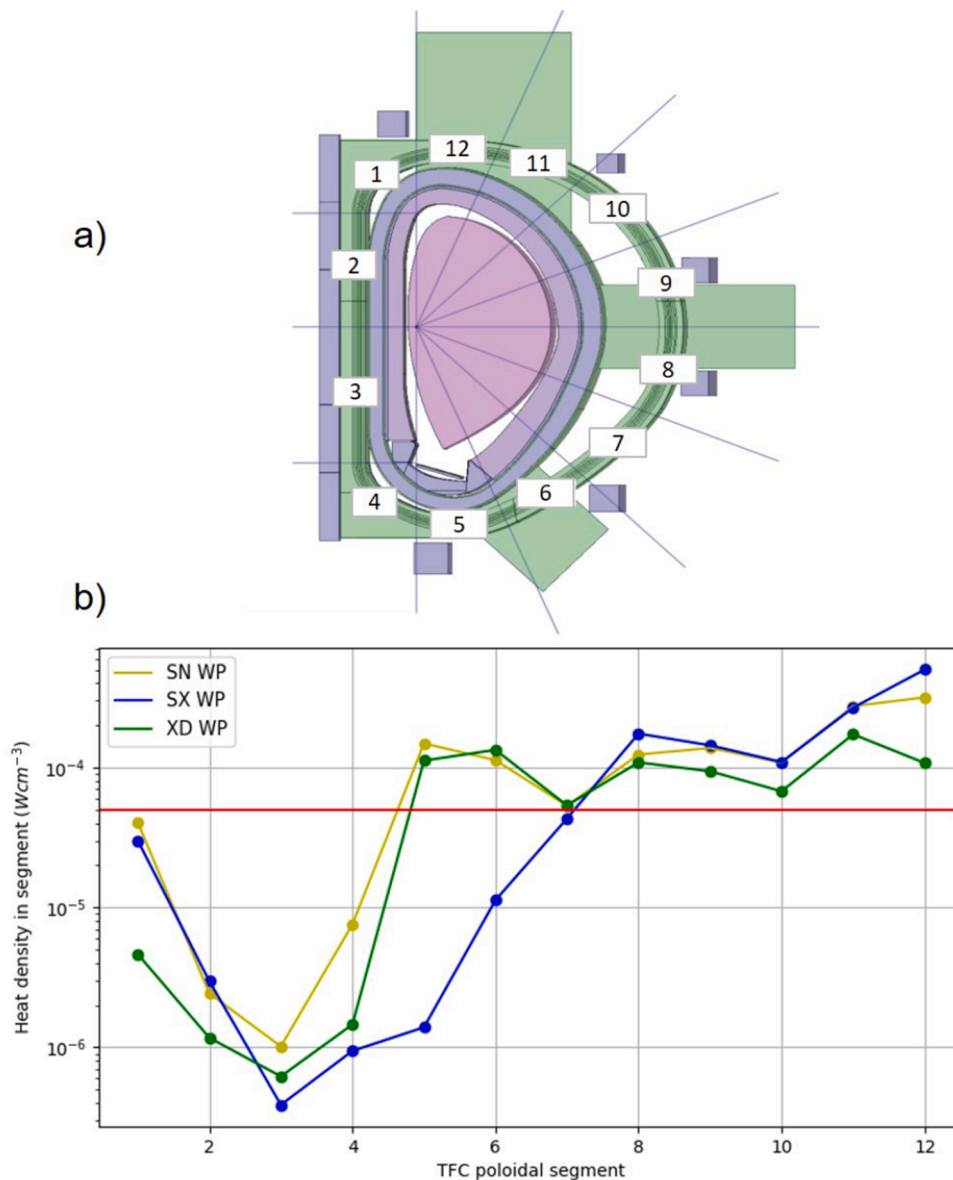 a)
12
11
1
10
2
9
8
3
7
6
4
5
b)
SN WP
SX WP
XD WP
Heat density in segment (Wcm⁻³)
10⁻⁴
10⁻⁵
10⁻⁶
2 4 6 8 10 12
TFC poloidal segment